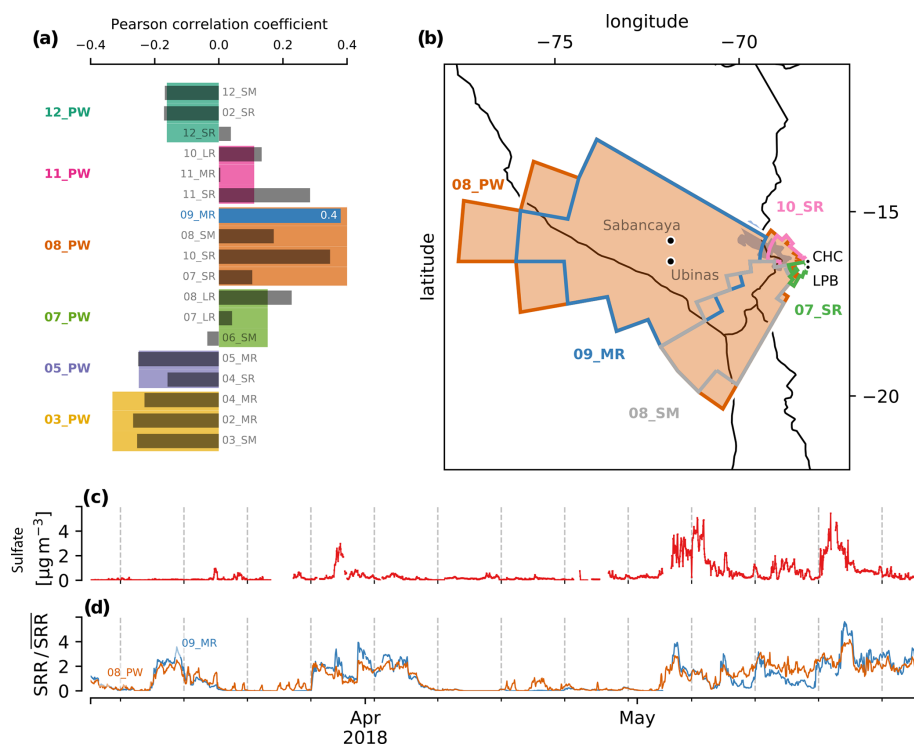 (a)
Pearson correlation coefficient
−0.4 −0.2 0.0 0.2 0.4
12_PW
12_SM
02_SR
12_SR
11_PW
10_LR
11_MR
11_SR
08_PW
09_MR 0.4
08_SM
10_SR
07_SR
07_PW
08_LR
07_LR
06_SM
05_PW
05_MR
04_SR
03_PW
04_MR
02_MR
03_SM
(b)
longitude
−75 −70
latitude
−15
−20
08_PW
10_SR
Sabancaya
Ubinas
CHC
LPB
07_SR
09_MR
08_SM
(c)
Sulfate
[µg m⁻³]
4
2
0
(d)
SRR / SRR
4
2
0
09_MR
08_PW
Apr
2018
May